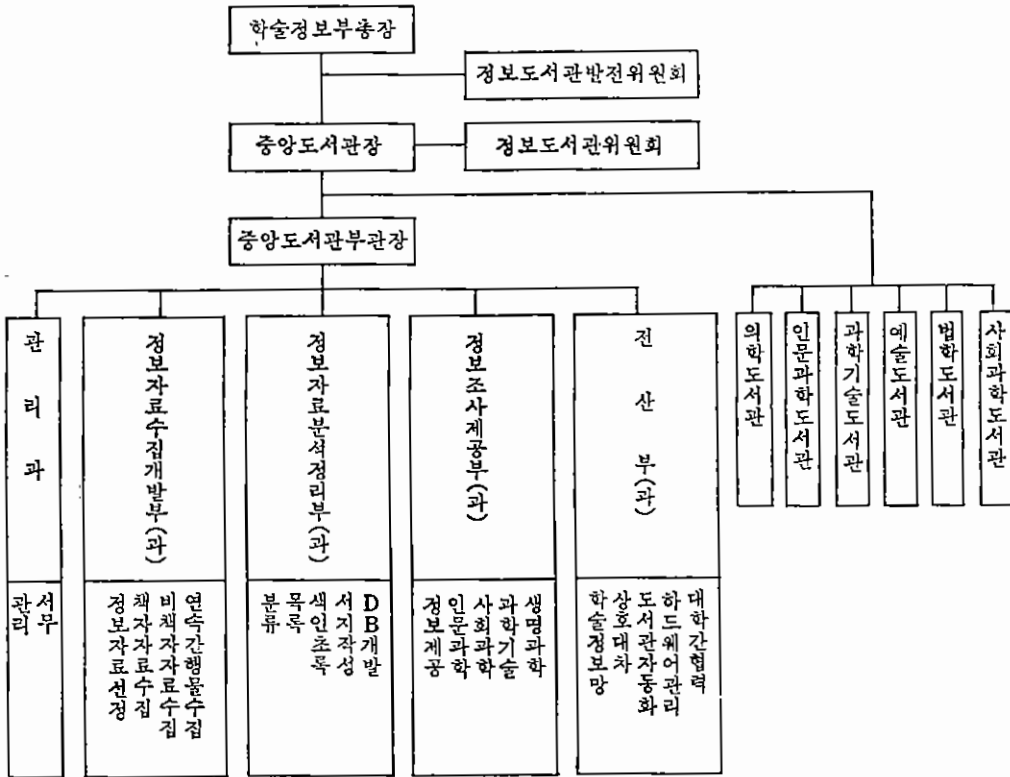 학술정보부총장
정보도서관발전위원회
중앙도서관장
정보도서관위원회
중앙도서관부관장
관리과
정보자료수집개발부(과)
정보자료분석정리부(과)
정보조사제공부(과)
전산부(과)
의학도서관
인문과학도서관
과학기술도서관
예술도서관
법학도서관
사회과학도서관
서무
관리
연속간행물수집
비책자자료수집
책자자료수집
정보자료선정
DB개발
서지작성
색인초록
목록
분류
생명과학
과학기술
사회과학
인문과학
정보제공
대학간협력
하드웨어관리
도서관자동화
상호대차
학술정보망